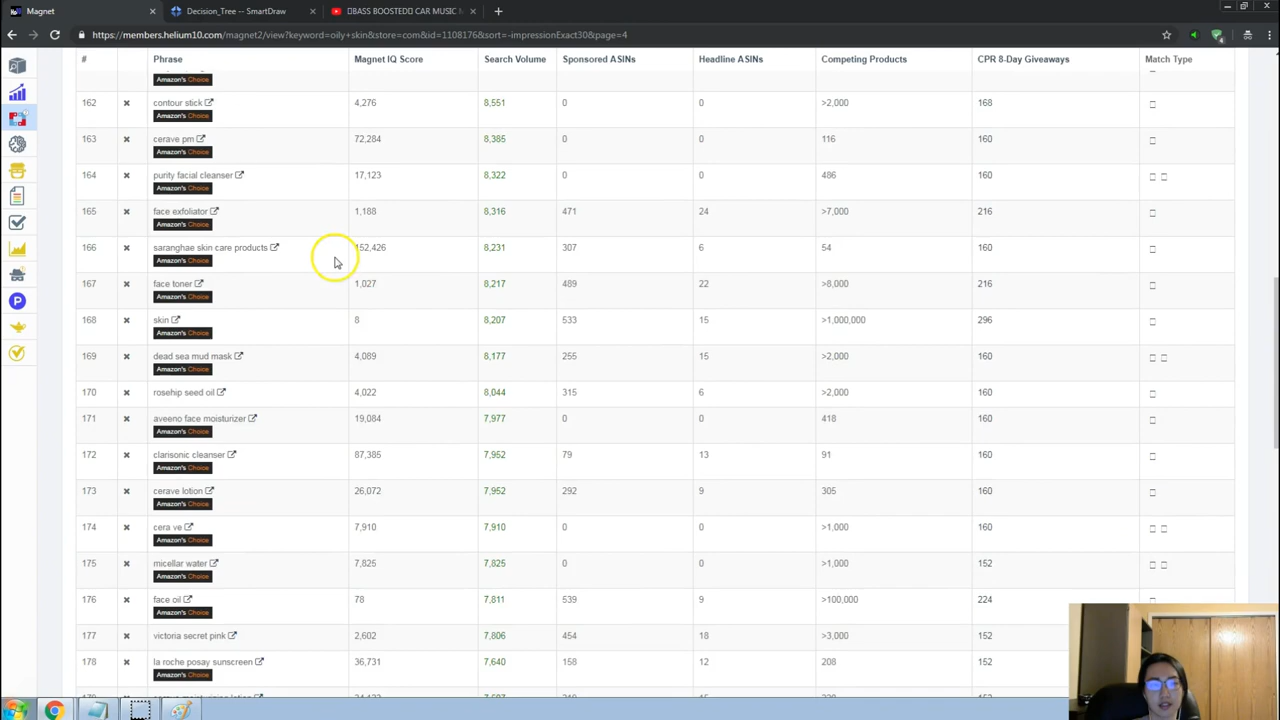 Magnet
Decision_Tree -- SmartDraw
BASS BOOSTED CAR MUSIC
https://members.helium10.com/magnet2/view?keyword=oily+skin&store=com&id=1108176&sort=-impressionExact30&page=4
# Phrase Magnet IQ Score Search Volume Sponsored ASINs Headline ASINs Competing Products CPR 8-Day Giveaways Match Type
Amazon's Choice
162 contour stick 4,276 8,551 0 0 >2,000 168
Amazon's Choice
163 cerave pm 72,284 8,385 0 0 116 160
Amazon's Choice
164 purity facial cleanser 17,123 8,322 0 0 486 160
Amazon's Choice
165 face exfoliator 8,316 471 24 >7,000
Amazon's Choice
166 saranghae skin care products 152,426 8,231 307 6 54 160
Amazon's Choice
167 face toner 8,217 489 22 >8,000 216
Amazon's Choice
168 skin 8 8,207 533 15 >1,000,000 296
Amazon's Choice
169 dead sea mud mask 4,089 8,177 255 15 >2,000 160
Amazon's Choice
170 rosehip seed oil 4,022 8,044 315 6 >2,000 160
171 aveeno face moisturizer 19,084 7,977 0 0 418 160
Amazon's Choice
172 clarisonic cleanser 87,385 7,952 79 13 91 160
Amazon's Choice
173 cerave lotion 26,072 7,952 9 305 160
Amazon's Choice
174 cera ve 7,910 7,910 0 0 >1,000 160
Amazon's Choice
175 micellar water 7,825 7,825 0 0 >1,000
Amazon's Choice
176 face oil 78 7,811 539 9 >100,000 224
Amazon's Choice
177 victoria secret pink 2,602 7,806 454 18 >3,000 152
178 la roche posay sunscreen 36,731 7,640 158 12 208 152
Amazon's Choice